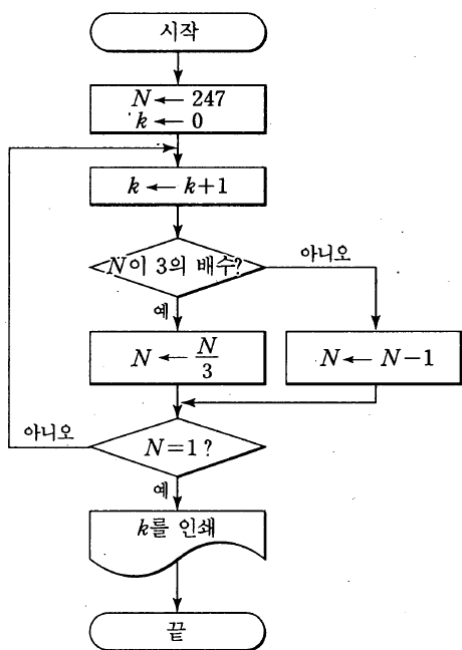 시작
N ← 247
k ← 0
k ← k+1
N이 3의 배수?
아니오
예
N ← N/3
N ← N−1
아니오
N=1 ?
예
k를 인쇄
끝